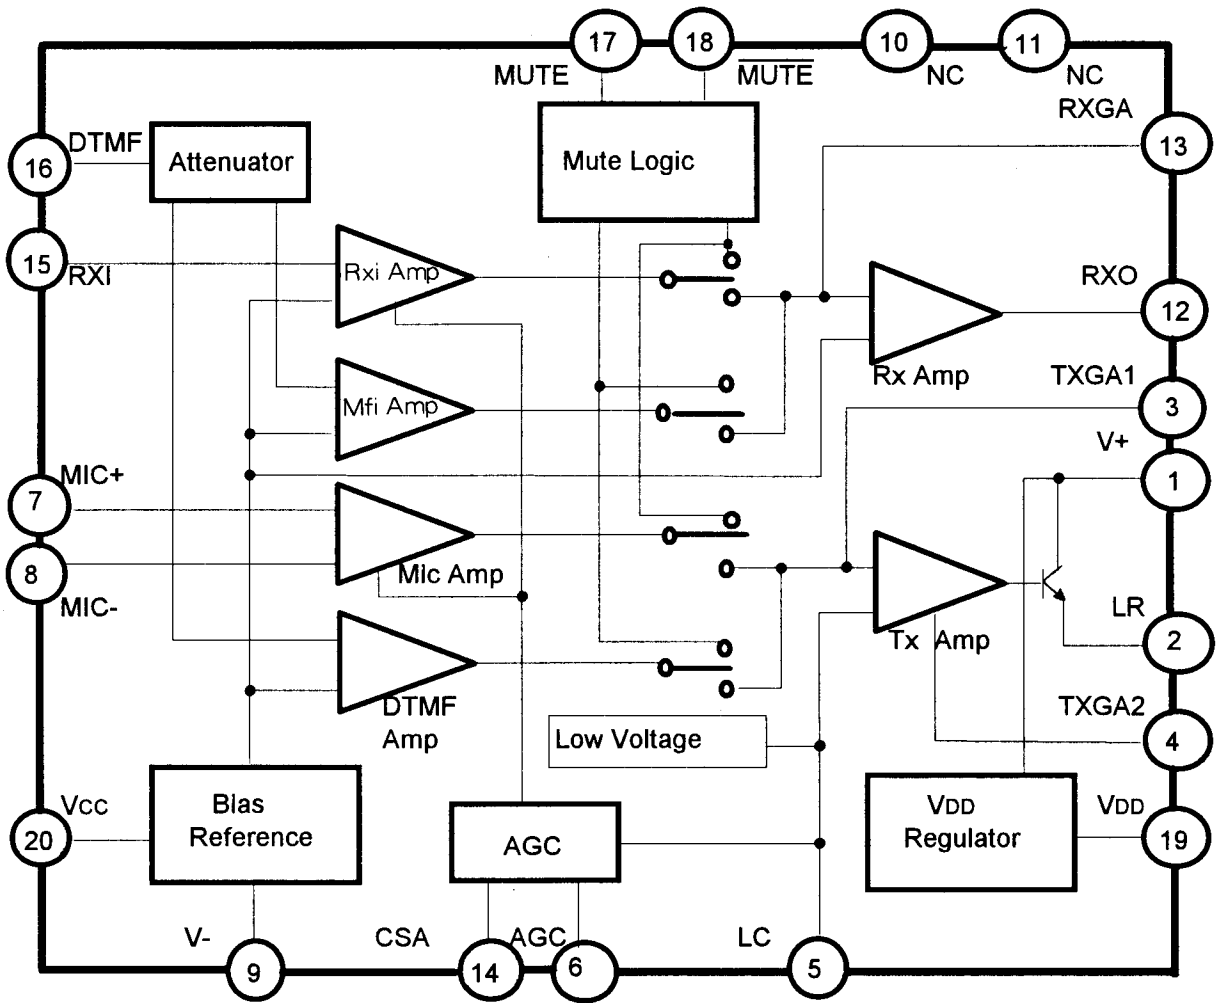 17
18
10
11
MUTE
MUTE
NC
NC
RXGA
DTMF
16
Attenuator
Mute Logic
13
15
RXI
Rxi Amp
RXO
12
Rx Amp
TXGA1
3
Mfi Amp
V+
1
MIC+
7
8
MIC-
Mic Amp
LR
2
Tx Amp
DTMF
Amp
TXGA2
4
Low Voltage
Vcc
20
Bias
Reference
AGC
VDD
Regulator
VDD
19
V-
9
CSA
14
AGC
6
LC
5